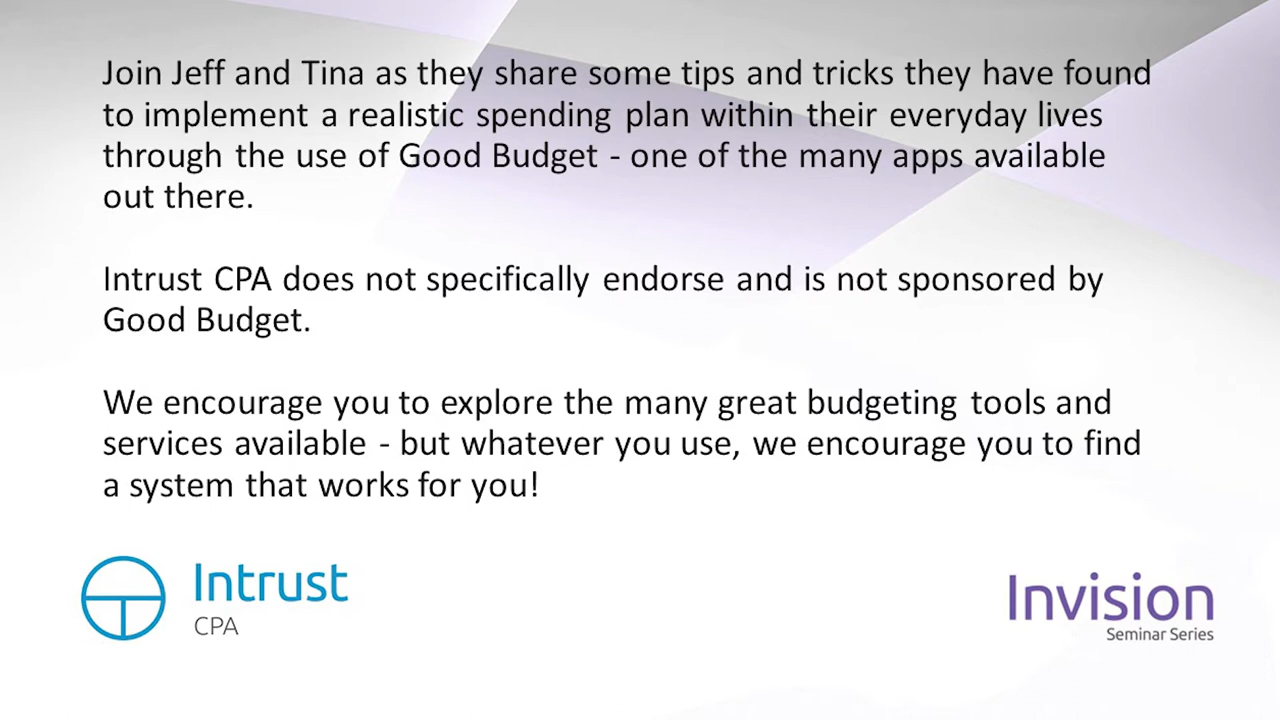 Join Jeff and Tina as they share some tips and tricks they have found
to implement a realistic spending plan within their everyday lives
through the use of Good Budget - one of the many apps available
out there.
Intrust CPA does not specifically endorse and is not sponsored by
Good Budget.
We encourage you to explore the many great budgeting tools and
services available - but whatever you use, we encourage you to find
a system that works for you!
Intrust
CPA
Invision
Seminar Series